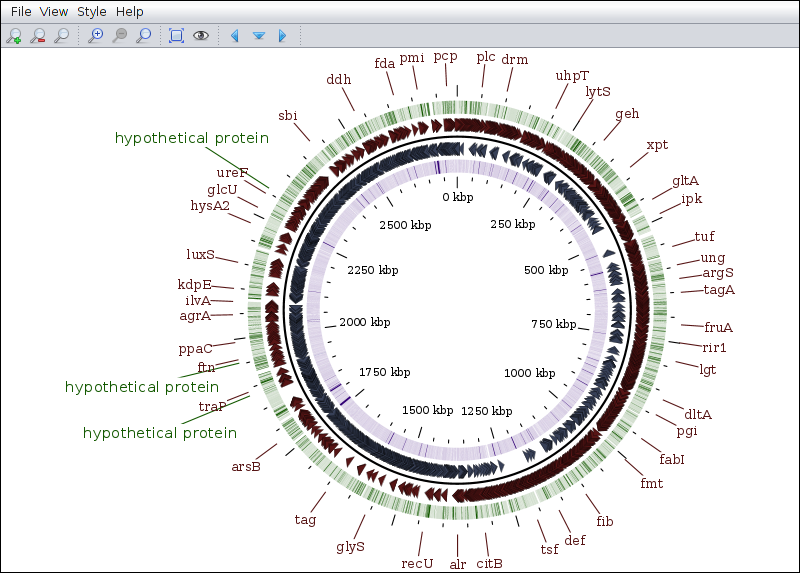 File View Style Help
pcp
plc
drm
pmi
fda
ddh
uhpT
lytS
sbi
geh
hypothetical protein
xpt
ureF
gltA
glcU
ipk
hysA2
0 kbp
2500 kbp
250 kbp
tuf
luxS
ung
2250 kbp
500 kbp
argS
kdpE
tagA
ilvA
agrA
2000 kbp
750 kbp
fruA
ppaC
rir1
ftn
lgt
1750 kbp
1000 kbp
hypothetical protein
traP
1500 kbp
1250 kbp
dltA
hypothetical protein
pgi
fabI
arsB
fmt
tag
fib
def
glyS
tsf
recU
alr
citB